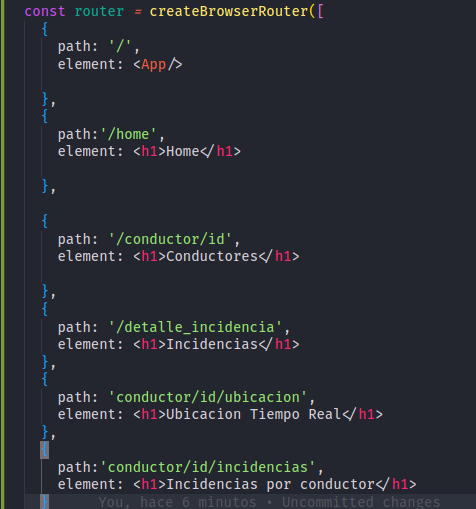 const router = createBrowserRouter([
{
path: '/',
element: <App/>
},
{
path:'/home',
element: <h1>Home</h1>
},
{
path: '/conductor/id',
element: <h1>Conductores</h1>
},
{
path: '/detalle_incidencia',
element: <h1>Incidencias</h1>
},
{
path: 'conductor/id/ubicacion',
element: <h1>Ubicacion Tiempo Real</h1>
},
{
path:'conductor/id/incidencias',
element: <h1>Incidencias por conductor</h1>
} You, hace 6 minutos • Uncommitted changes